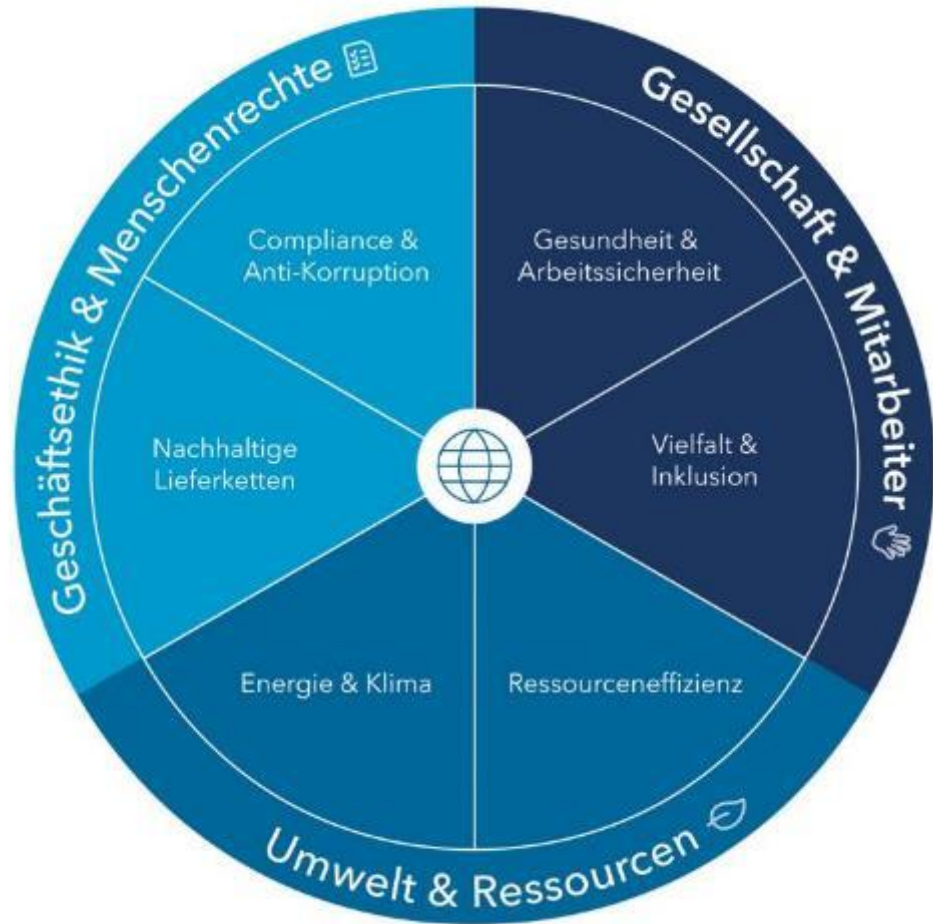 Geschäftsethik & Menschenrechte
Compliance &
Anti-Korruption
Nachhaltige
Lieferketten
Gesellschaft & Mitarbeiter
Gesundheit &
Arbeitssicherheit
Vielfalt &
Inklusion
Energie & Klima
Ressourceneffizienz
Umwelt & Ressourcen